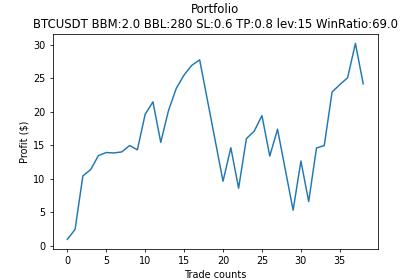 Portfolio
BTCUSDT BBM:2.0 BBL:280 SL:0.6 TP:0.8 lev:15 WinRatio:69.0
30
25
20
15
10
5
0
Profit ($)
0 5 10 15 20 25 30 35
Trade counts